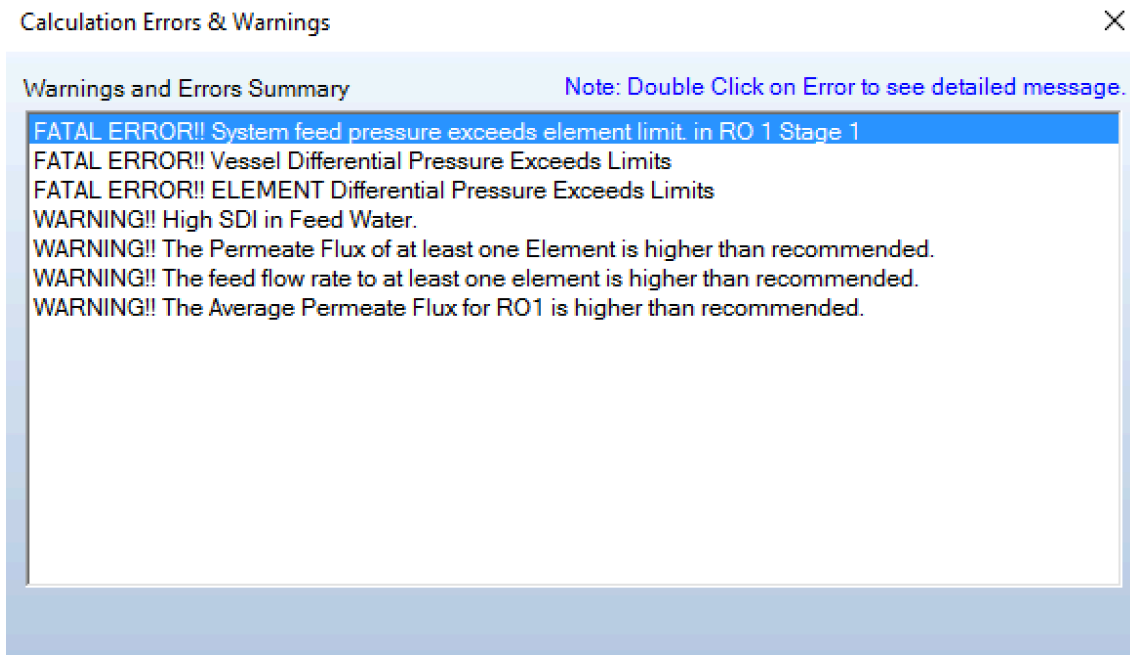 Calculation Errors & Warnings
Warnings and Errors Summary
Note: Double Click on Error to see detailed message.
FATAL ERROR!! System feed pressure exceeds element limit. in RO 1 Stage 1
FATAL ERROR!! Vessel Differential Pressure Exceeds Limits
FATAL ERROR!! ELEMENT Differential Pressure Exceeds Limits
WARNING!! High SDI in Feed Water.
WARNING!! The Permeate Flux of at least one Element is higher than recommended.
WARNING!! The feed flow rate to at least one element is higher than recommended.
WARNING!! The Average Permeate Flux for RO1 is higher than recommended.